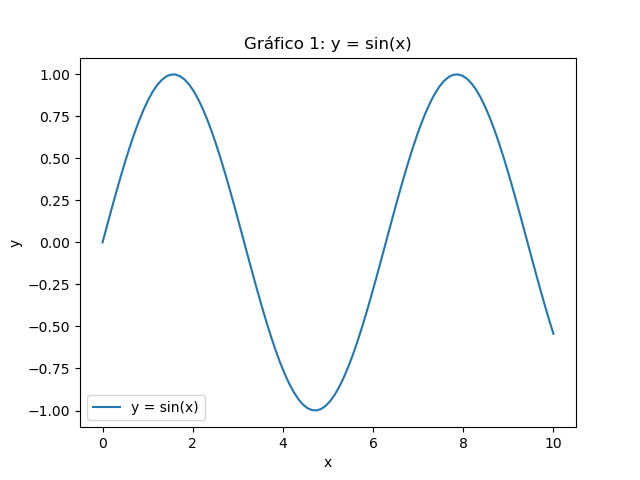 Gráfico 1: y = sin(x)
1.00
0.75
0.50
0.25
0.00
−0.25
−0.50
−0.75
−1.00
y
y = sin(x)
0 2 4 6 8 10
x